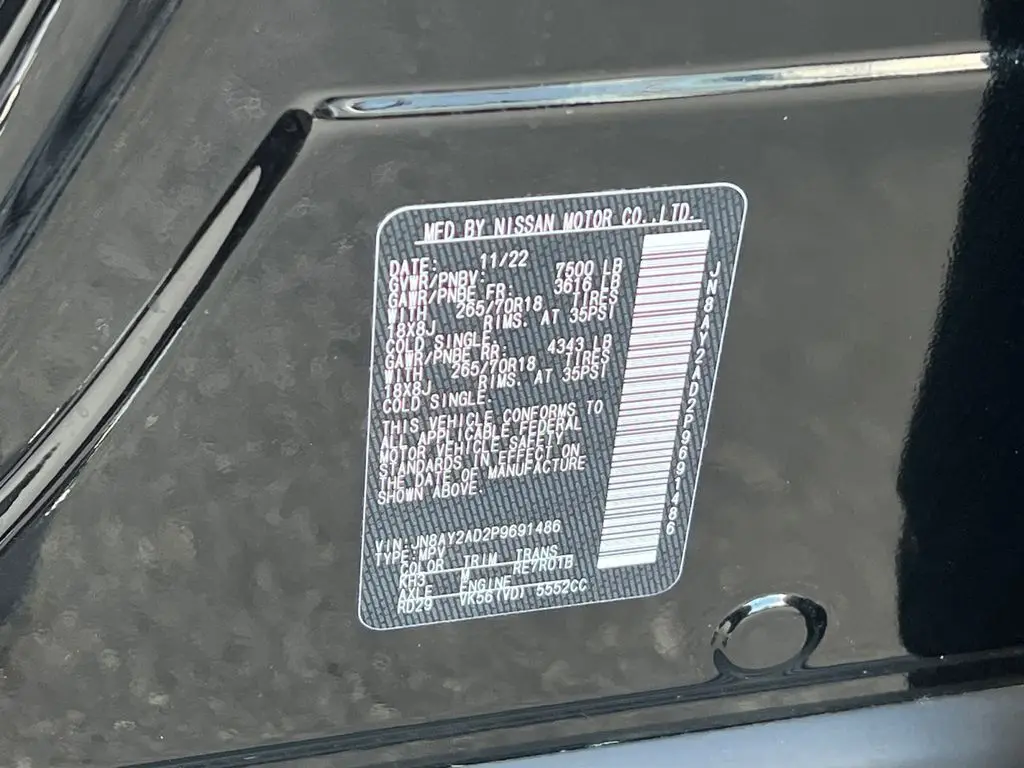 MFD BY NISSAN MOTOR CO.,LTD.
DATE: 11/22
GVWR/PNBV: 7500 LB
GAWR/PNBE FR: 3616 LB
WITH 265/70R18 TIRES
18X8J RIMS. AT 35PSI
COLD SINGLE.
GAWR/PNBE RR: 4343 LB
WITH 265/70R18 TIRES
18X8J RIMS. AT 35PSI
COLD SINGLE.
THIS VEHICLE CONFORMS TO
ALL APPLICABLE FEDERAL
MOTOR VEHICLE SAFETY
STANDARDS IN EFFECT ON
THE DATE OF MANUFACTURE
SHOWN ABOVE.
VIN: JN8AY2AD2P9691486
TYPE:MPV
COLOR TRIM TRANS
KH3 M RE7R01B
AXLE ENGINE
RD29 VK56(VD) 5552CC
JN8AY2AD2P9691486